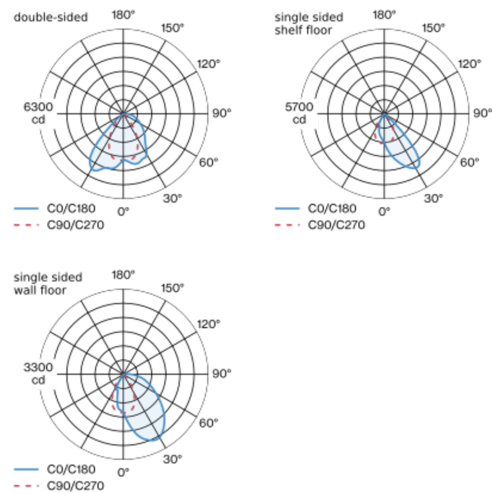 double-sided
180°
150°
120°
6300
cd
90°
60°
30°
0°
C0/C180
C90/C270
single sided
shelf floor
180°
150°
120°
5700
cd
90°
60°
30°
0°
C0/C180
C90/C270
single sided
wall floor
180°
150°
120°
3300
cd
90°
60°
30°
0°
C0/C180
C90/C270